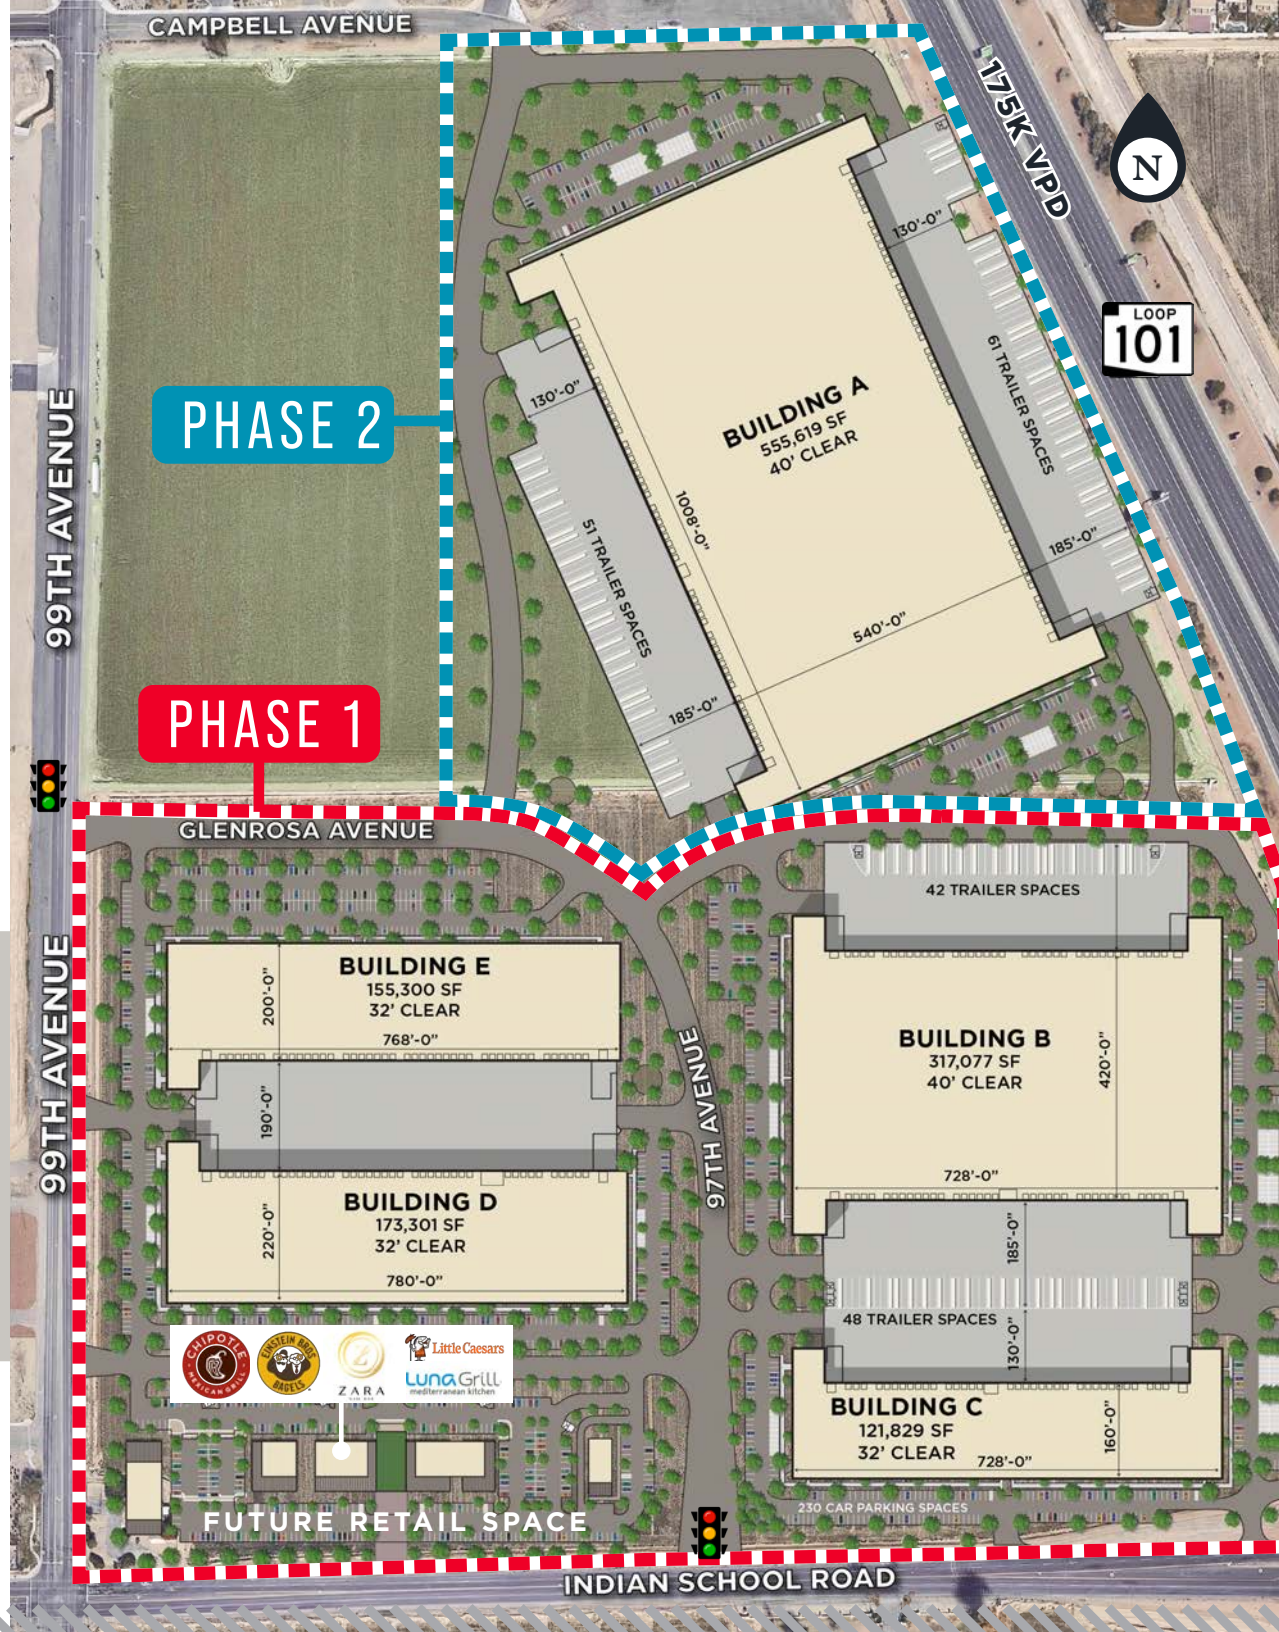 CAMPBELL AVENUE
175K VPD
N
LOOP
101
130'-0"
61 TRAILER SPACES
130'-0"
BUILDING A
555,619 SF
40' CLEAR
PHASE 2
99TH AVENUE
1008'-0"
51 TRAILER SPACES
185'-0"
540'-0"
185'-0"
PHASE 1
GLENROSA AVENUE
42 TRAILER SPACES
99TH AVENUE
BUILDING E
155,300 SF
32' CLEAR
200'-0"
768'-0"
97TH AVENUE
BUILDING B
317,077 SF
40' CLEAR
420'-0"
190'-0"
728'-0"
BUILDING D
173,301 SF
32' CLEAR
220'-0"
780'-0"
185'-0"
48 TRAILER SPACES
130'-0"
CHIPOTLE
MEXICAN GRILL
EINSTEIN BROS
BAGELS
Z
ZARA
Little Caesars
LUNA Grill
mediterranean kitchen
BUILDING C
121,829 SF
32' CLEAR
728'-0"
160'-0"
230 CAR PARKING SPACES
FUTURE RETAIL SPACE
INDIAN SCHOOL ROAD